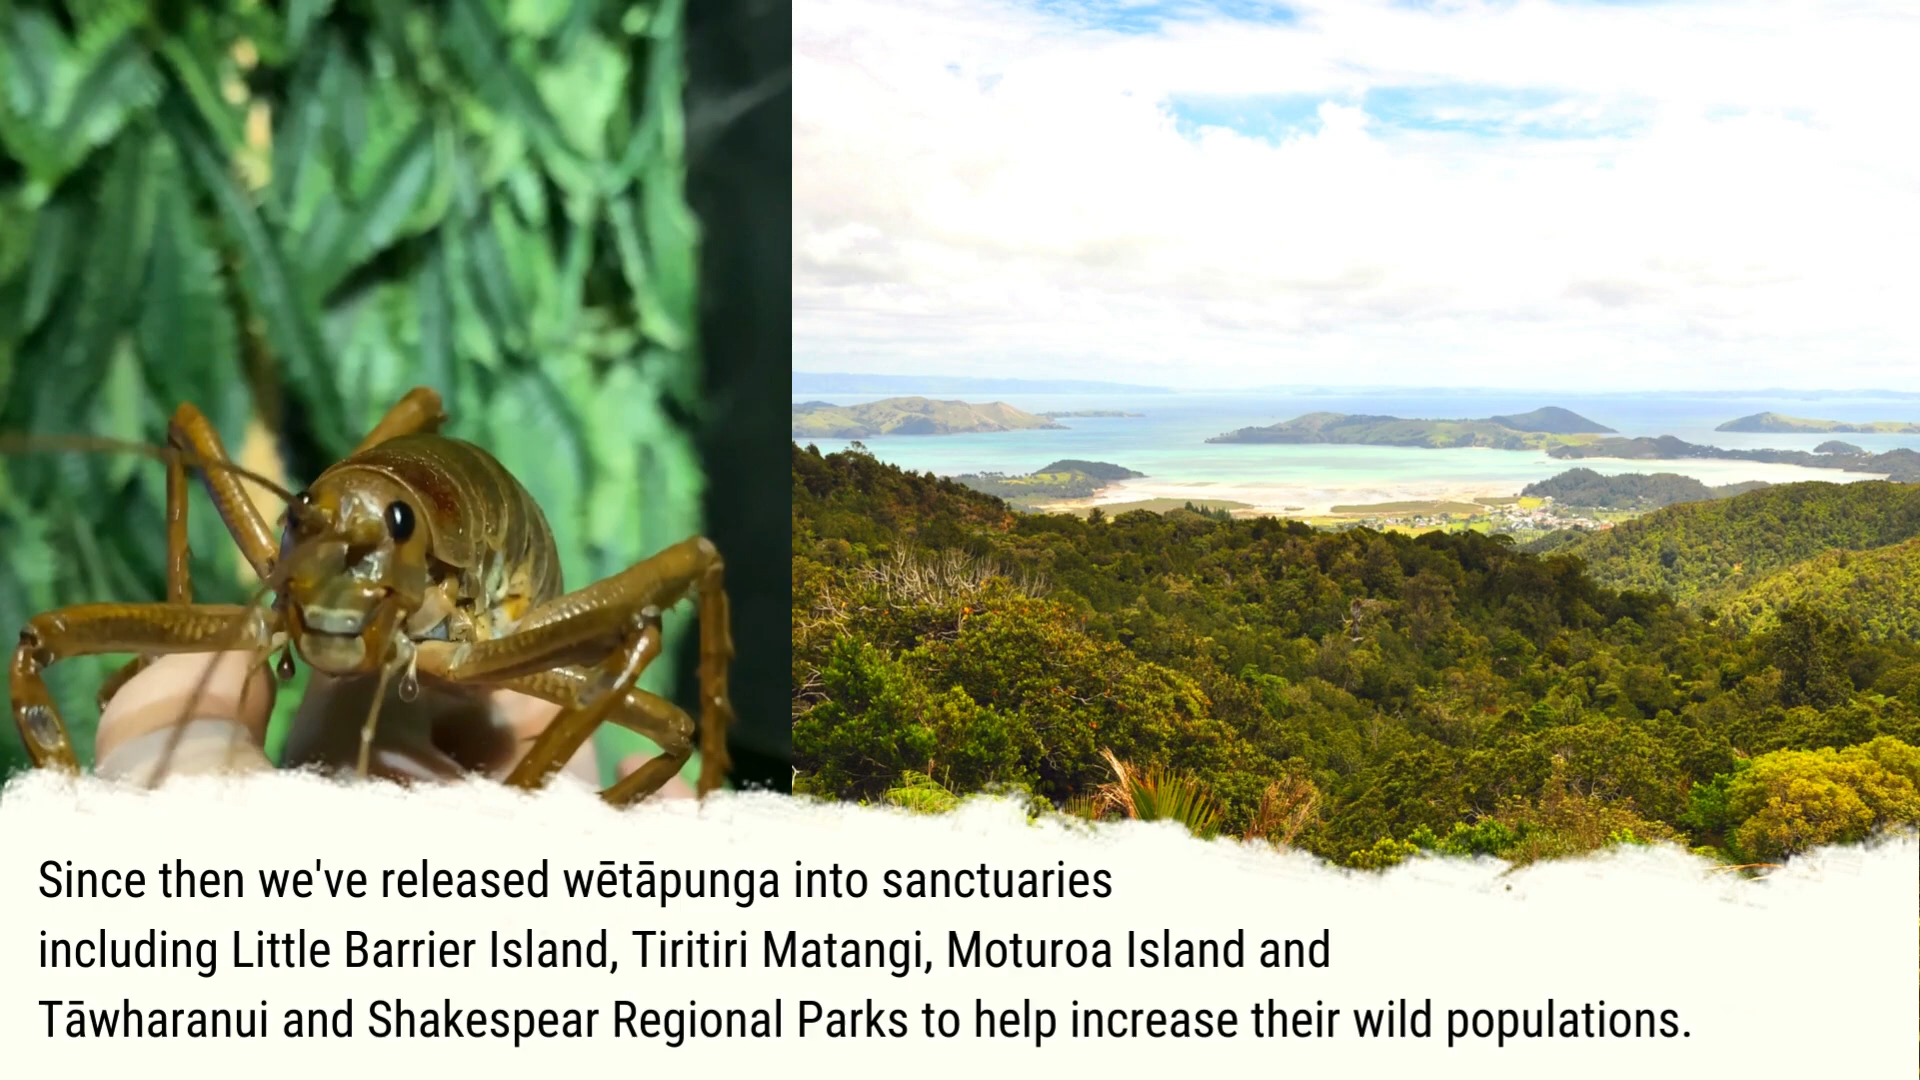 Since then we've released wētāpunga into sanctuaries
including Little Barrier Island, Tiritiri Matangi, Moturoa Island and
Tāwharanui and Shakespear Regional Parks to help increase their wild populations.